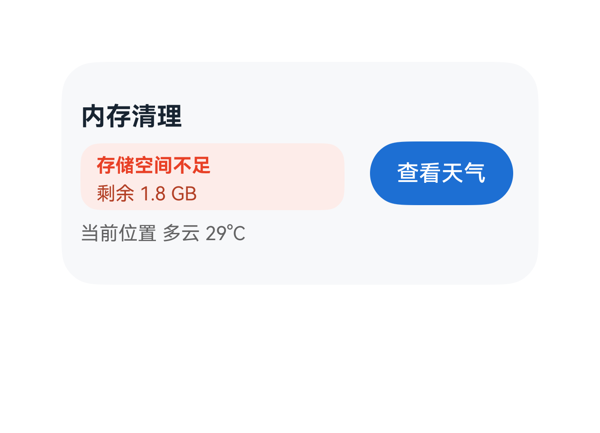 内存清理
存储空间不足
剩余 1.8 GB
当前位置 多云 29℃
查看天气